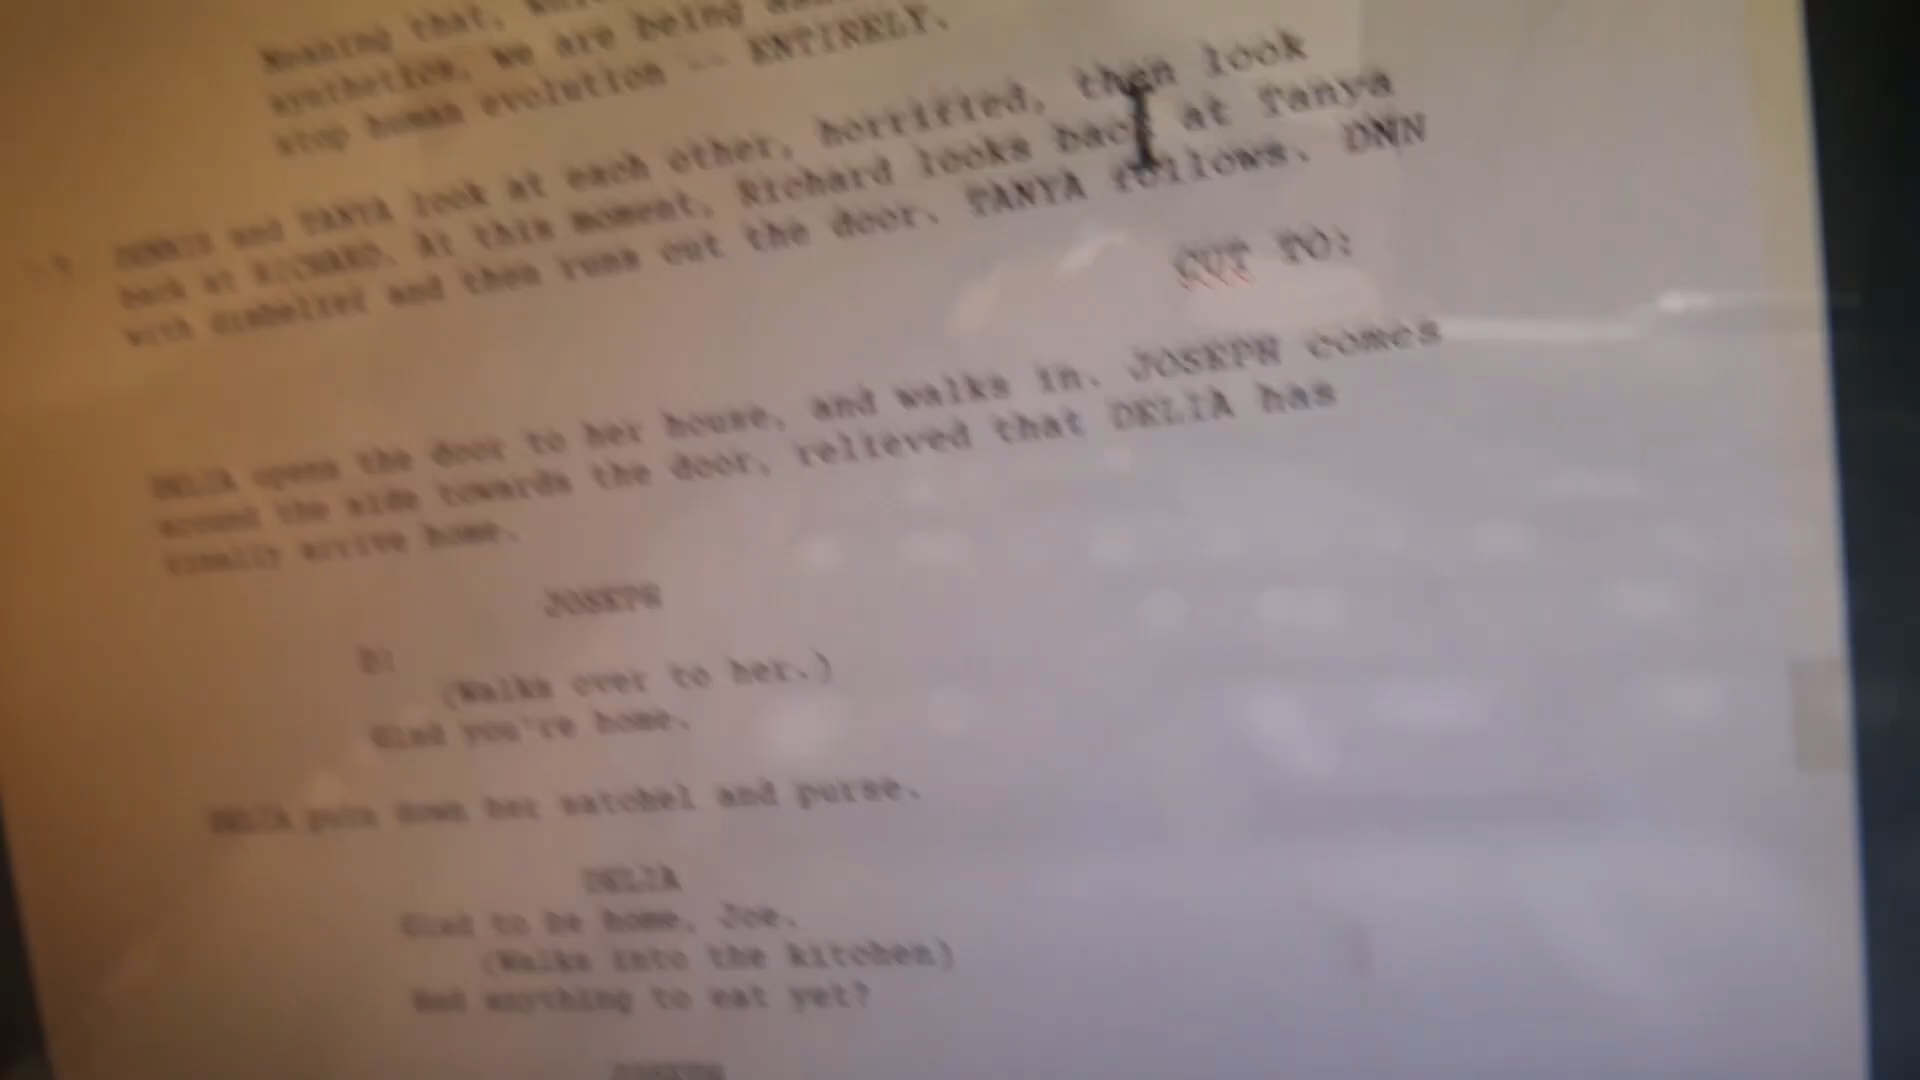 Meaning that,
synthetics, we are being
stop human evolution -- ENTIRELY.
DENNIS and TANYA look at each other, horrified, then look
back at RICHARD. At this moment, Richard looks back at Tanya
with disbelief and then runs out the door. TANYA follows. DNN
CUT TO:
DELIA opens the door to her house, and walks in. JOSEPH comes
around the side towards the door, relieved that DELIA has
finally arrive home.
JOSEPH
(Walks over to her.)
Glad you're home.
DELIA puts down her satchel and purse.
DELIA
Glad to be home, Joe.
(Walks into the kitchen)
Had anything to eat yet?
JOSEPH